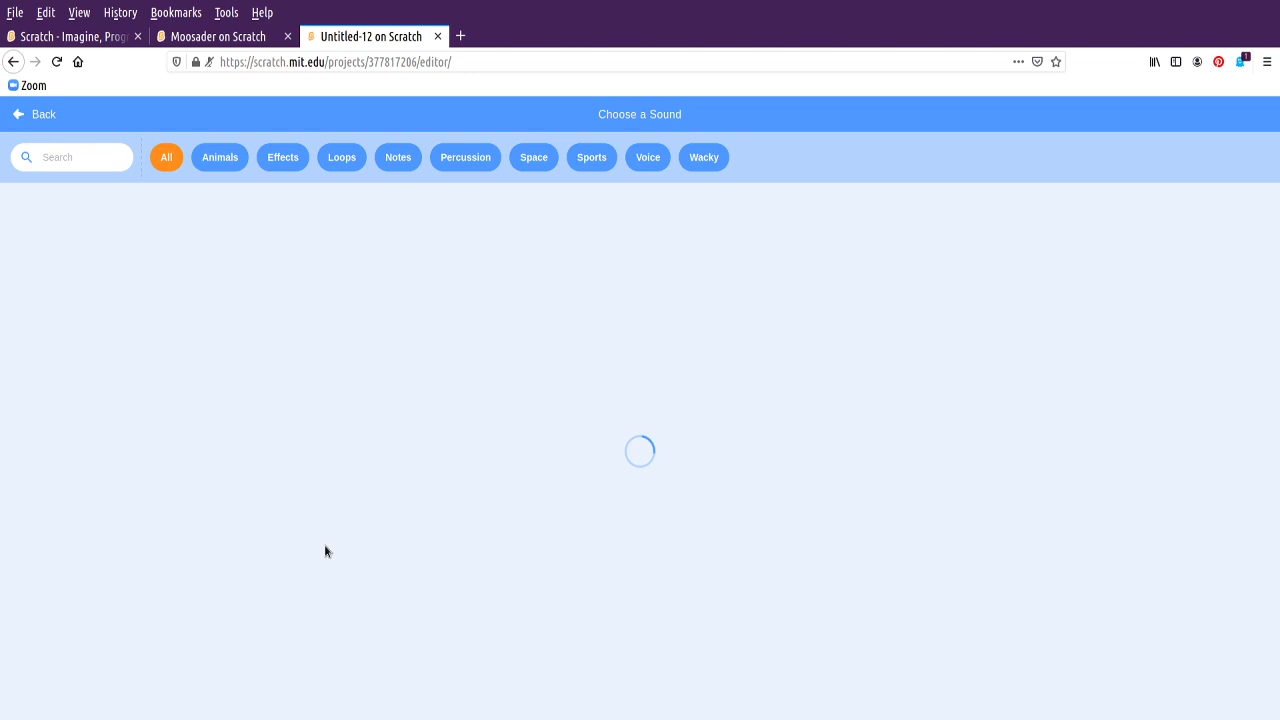 File Edit View History Bookmarks Tools Help
Scratch - Imagine, Prog Moosader on Scratch Untitled-12 on Scratch
https://scratch.mit.edu/projects/377817206/editor/ 1
Zoom
Back Choose a Sound
Search All Animals Effects Loops Notes Percussion Space Sports Voice Wacky